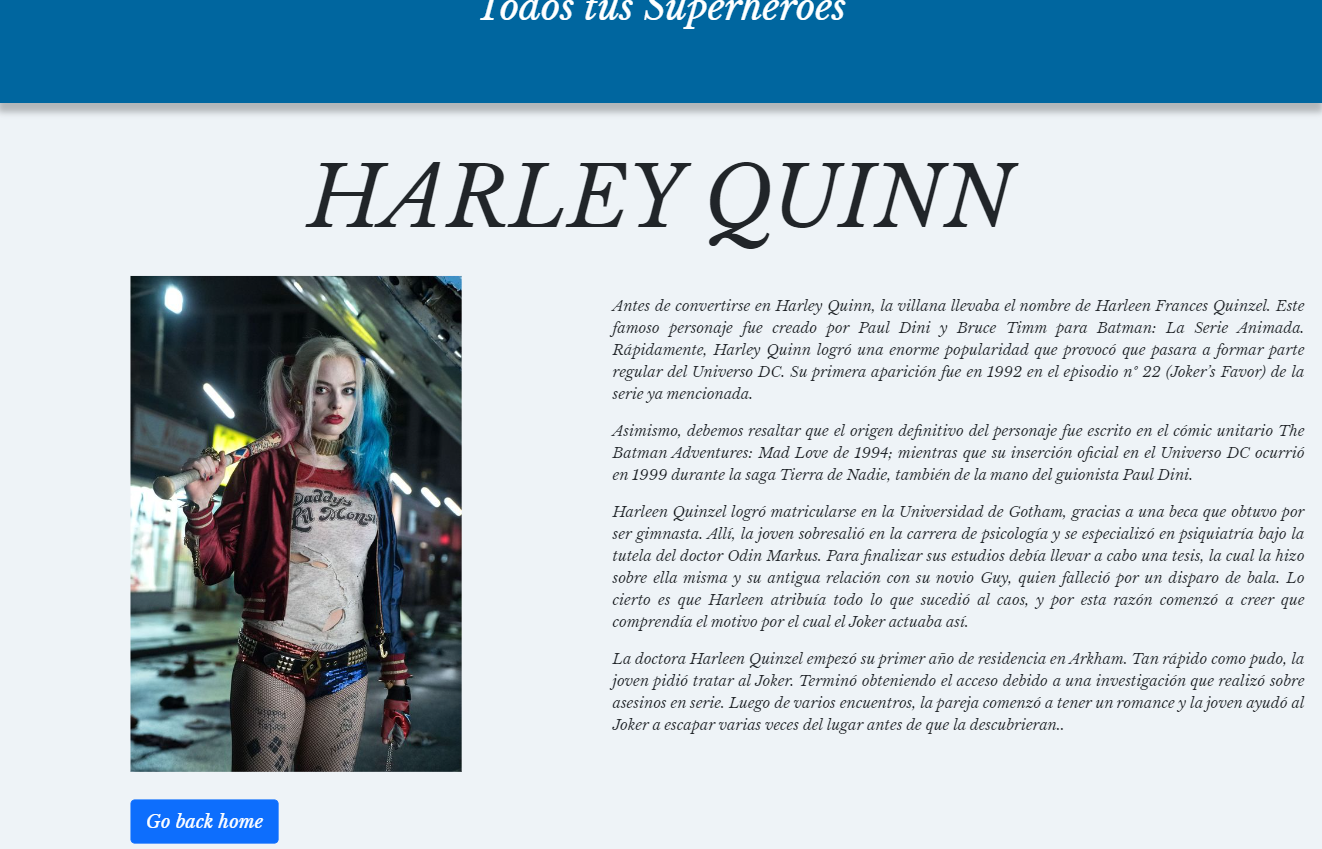 Todos tus Superheroes
HARLEY QUINN
Daddy's
Lil Monst
Antes de convertirse en Harley Quinn, la villana llevaba el nombre de Harleen Frances Quinzel. Este
famoso personaje fue creado por Paul Dini y Bruce Timm para Batman: La Serie Animada.
Rápidamente, Harley Quinn logró una enorme popularidad que provocó que pasara a formar parte
regular del Universo DC. Su primera aparición fue en 1992 en el episodio n° 22 (Joker’s Favor) de la
serie ya mencionada.
Asimismo, debemos resaltar que el origen definitivo del personaje fue escrito en el cómic unitario The
Batman Adventures: Mad Love de 1994; mientras que su inserción oficial en el Universo DC ocurrió
en 1999 durante la saga Tierra de Nadie, también de la mano del guionista Paul Dini.
Harleen Quinzel logró matricularse en la Universidad de Gotham, gracias a una beca que obtuvo por
ser gimnasta. Allí, la joven sobresalió en la carrera de psicología y se especializó en psiquiatría bajo la
tutela del doctor Odin Markus. Para finalizar sus estudios debía llevar a cabo una tesis, la cual la hizo
sobre ella misma y su antigua relación con su novio Guy, quien falleció por un disparo de bala. Lo
cierto es que Harleen atribuía todo lo que sucedió al caos, y por esta razón comenzó a creer que
comprendía el motivo por el cual el Joker actuaba así.
La doctora Harleen Quinzel empezó su primer año de residencia en Arkham. Tan rápido como pudo, la
joven pidió tratar al Joker. Terminó obteniendo el acceso debido a una investigación que realizó sobre
asesinos en serie. Luego de varios encuentros, la pareja comenzó a tener un romance y la joven ayudó al
Joker a escapar varias veces del lugar antes de que la descubrieran..
Go back home